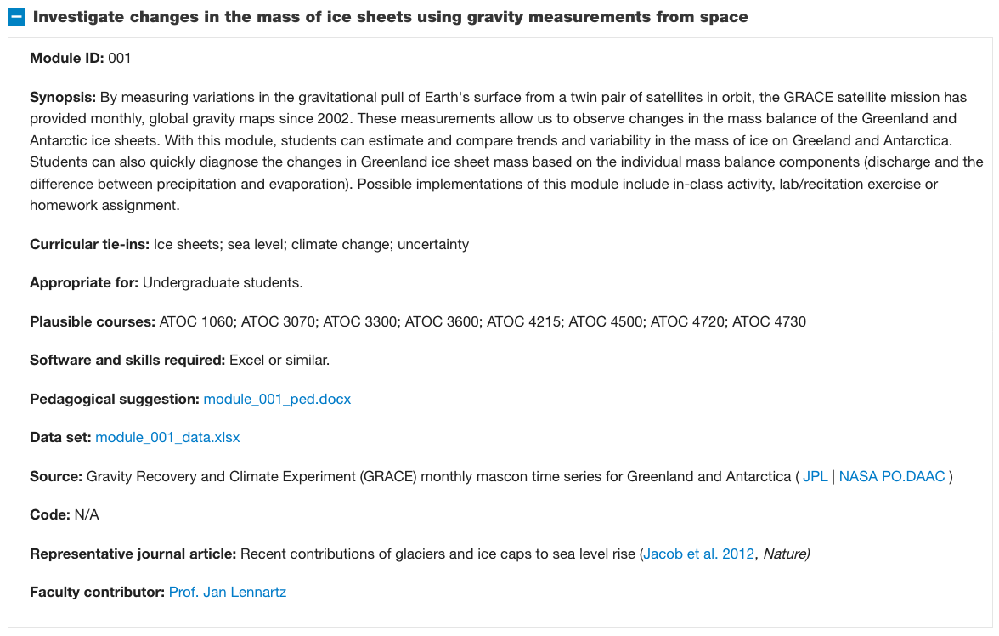 Investigate changes in the mass of ice sheets using gravity measurements from space
Module ID: 001
Synopsis: By measuring variations in the gravitational pull of Earth's surface from a twin pair of satellites in orbit, the GRACE satellite mission has
provided monthly, global gravity maps since 2002. These measurements allow us to observe changes in the mass balance of the Greenland and
Antarctic ice sheets. With this module, students can estimate and compare trends and variability in the mass of ice on Greeland and Antarctica.
Students can also quickly diagnose the changes in Greenland ice sheet mass based on the individual mass balance components (discharge and the
difference between precipitation and evaporation). Possible implementations of this module include in-class activity, lab/recitation exercise or
homework assignment.
Curricular tie-ins: Ice sheets; sea level; climate change; uncertainty
Appropriate for: Undergraduate students.
Plausible courses: ATOC 1060; ATOC 3070; ATOC 3300; ATOC 3600; ATOC 4215; ATOC 4500; ATOC 4720; ATOC 4730
Software and skills required: Excel or similar.
Pedagogical suggestion: module_001_ped.docx
Data set: module_001_data.xlsx
Source: Gravity Recovery and Climate Experiment (GRACE) monthly mascon time series for Greenland and Antarctica ( JPL | NASA PO.DAAC )
Code: N/A
Representative journal article: Recent contributions of glaciers and ice caps to sea level rise (Jacob et al. 2012, Nature)
Faculty contributor: Prof. Jan Lennartz